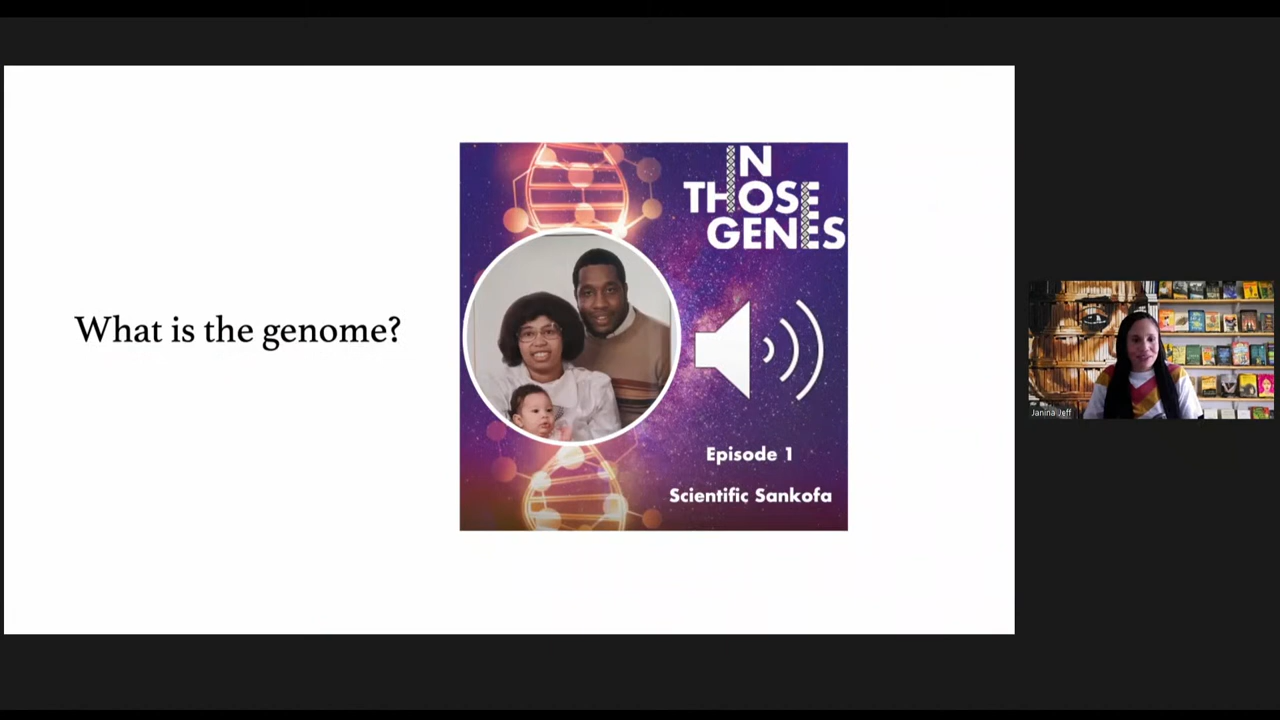 What is the genome?
IN
THOSE
GENES
Episode 1
Scientific Sankofa
Janina Jeff